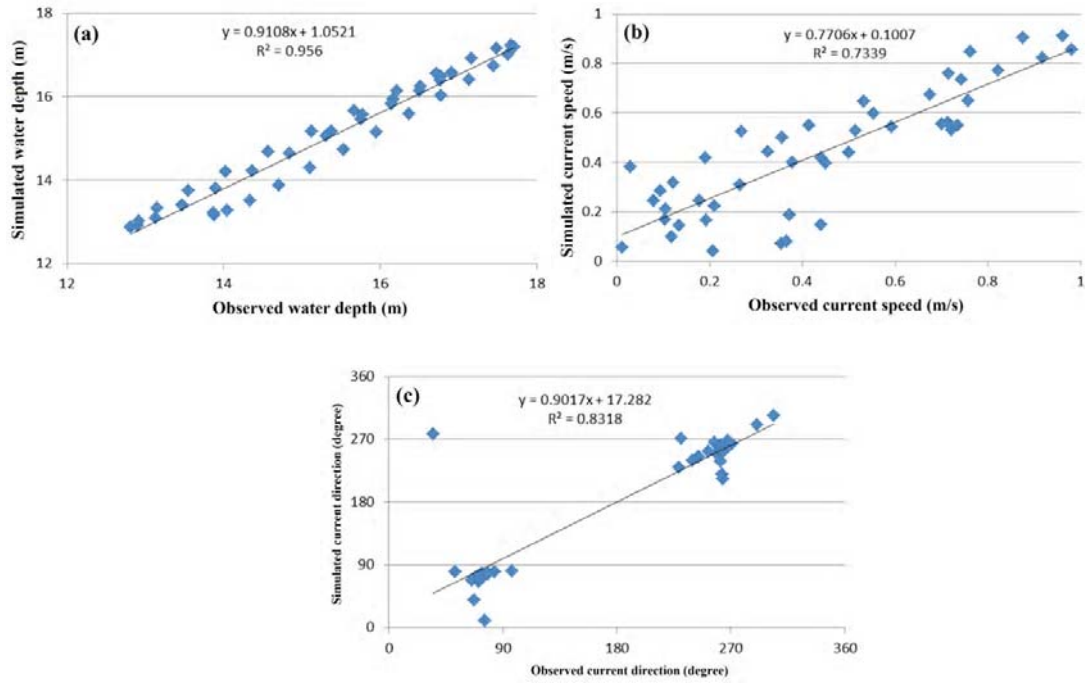 (a)
y = 0.9108x + 1.0521
R² = 0.956
Simulated water depth (m)
18
17
16
15
14
13
12
12
14
16
18
Observed water depth (m)
(b)
y = 0.7706x + 0.1007
R² = 0.7339
Simulated current speed (m/s)
1
0.8
0.6
0.4
0.2
0
0
0.2
0.4
0.6
0.8
1
Observed current speed (m/s)
(c)
y = 0.9017x + 17.282
R² = 0.8318
Simulated current direction (degree)
360
270
180
90
0
0
90
180
270
360
Observed current direction (degree)